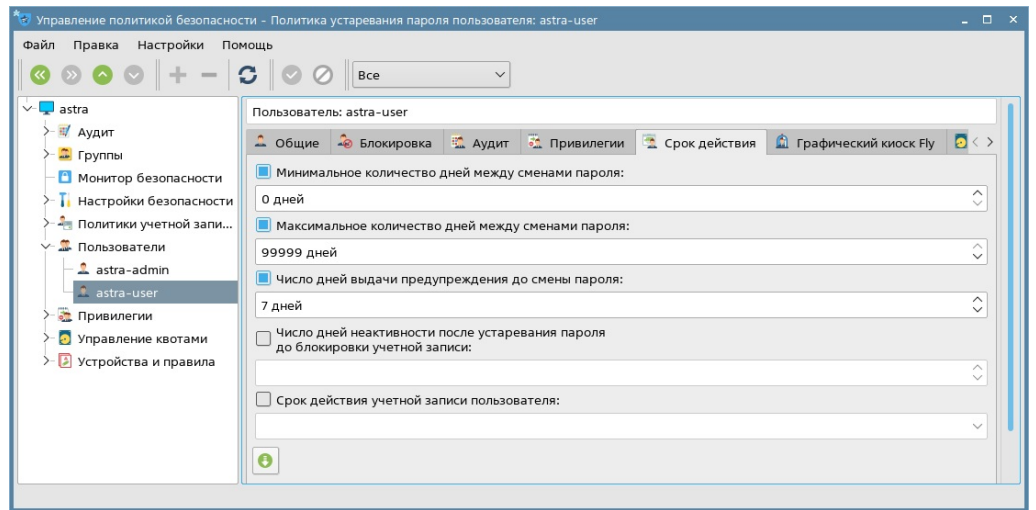 Управление политикой безопасности – Политика устаревания пароля пользователя: astra-user
Файл Правка Настройки Помощь
Все
astra
Аудит
Группы
Монитор безопасности
Настройки безопасности
Политики учетной запи...
Пользователи
astra-admin
astra-user
Привилегии
Управление квотами
Устройства и правила
Пользователь: astra-user
Общие Блокировка Аудит Привилегии Срок действия Графический киоск Fly
Минимальное количество дней между сменами пароля:
0 дней
Максимальное количество дней между сменами пароля:
99999 дней
Число дней выдачи предупреждения до смены пароля:
7 дней
Число дней неактивности после устаревания пароля
до блокировки учетной записи:
Срок действия учетной записи пользователя: